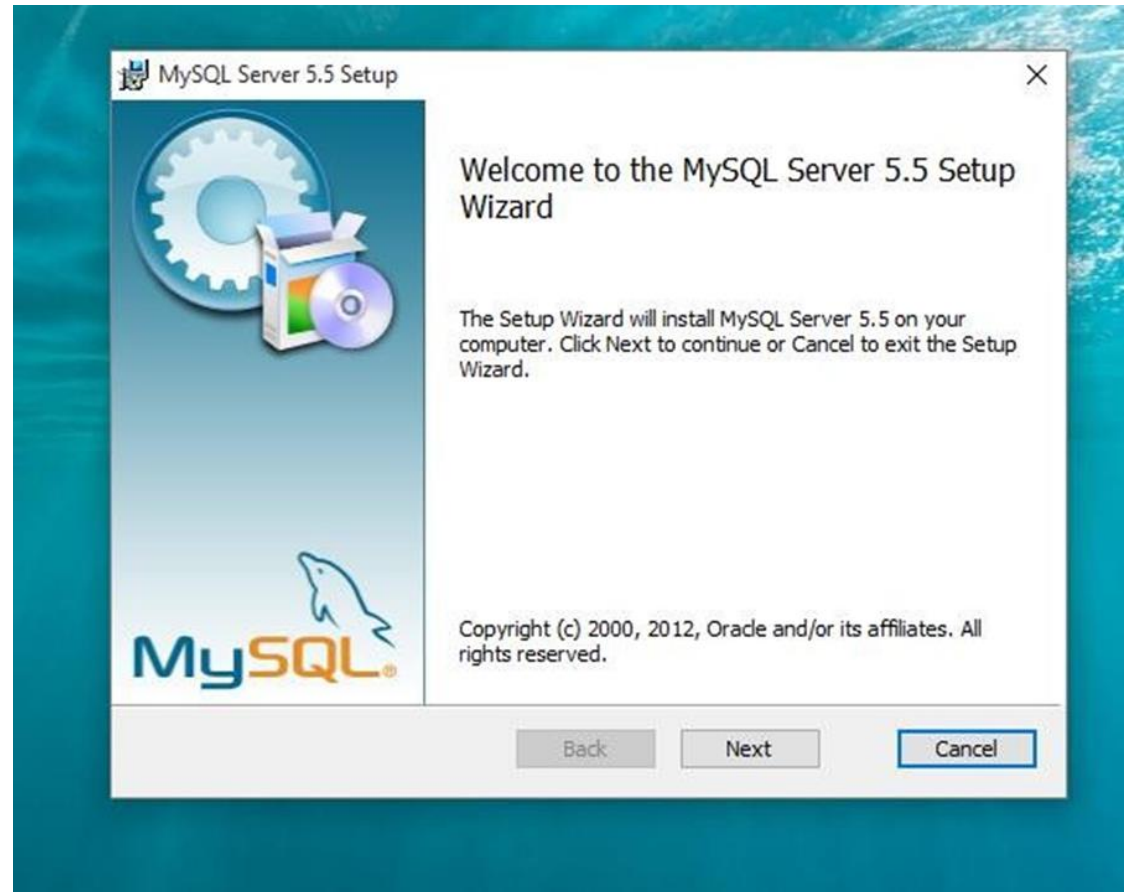 MySQL Server 5.5 Setup
Welcome to the MySQL Server 5.5 Setup
Wizard
The Setup Wizard will install MySQL Server 5.5 on your
computer. Click Next to continue or Cancel to exit the Setup
Wizard.
Copyright (c) 2000, 2012, Oracle and/or its affiliates. All
rights reserved.
MySQL®
Back Next Cancel